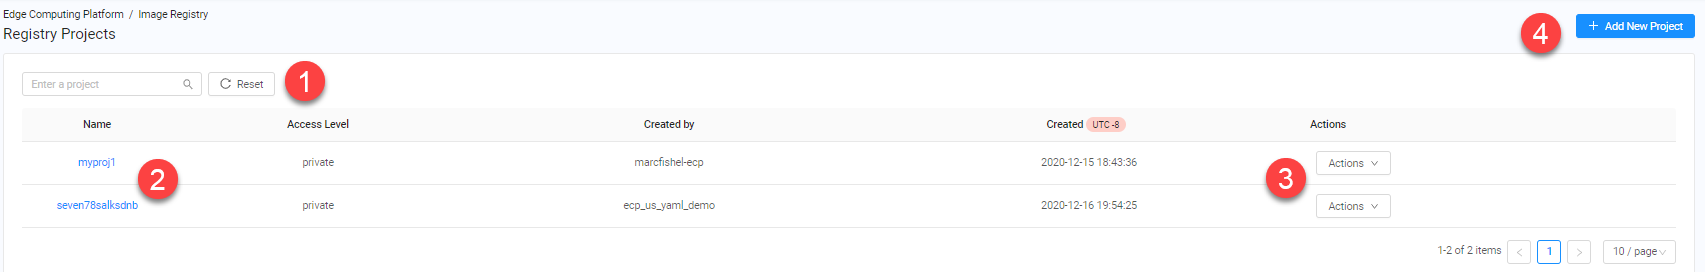 Edge Computing Platform / Image Registry
Registry Projects
4
+ Add New Project
Enter a project
Reset
1
Name Access Level Created by Created UTC -8 Actions
myproj1 private marcfishel-ecp 2020-12-15 18:43:36 Actions
2
3
seven78salksdnb private ecp_us_yaml_demo 2020-12-16 19:54:25 Actions
1-2 of 2 items < 1 > 10 / page